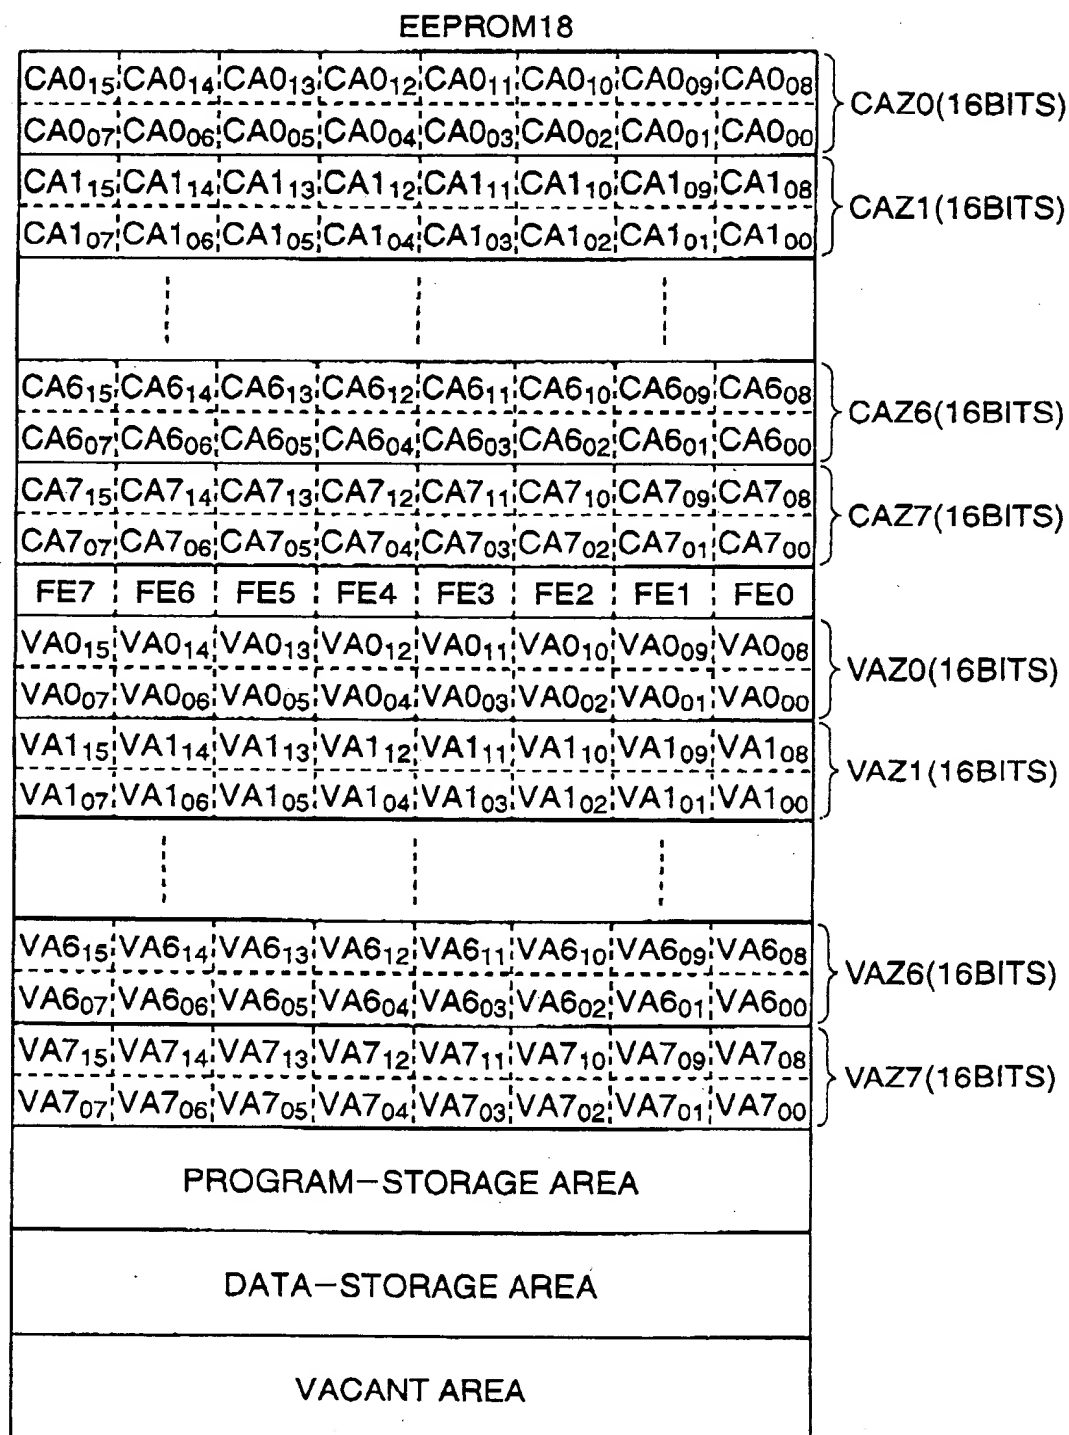 EEPROM18
CA0₁₅ CA0₁₄ CA0₁₃ CA0₁₂ CA0₁₁ CA0₁₀ CA0₀₉ CA0₀₈
CAZ0(16BITS)
CA0₀₇ CA0₀₆ CA0₀₅ CA0₀₄ CA0₀₃ CA0₀₂ CA0₀₁ CA0₀₀
CA1₁₅ CA1₁₄ CA1₁₃ CA1₁₂ CA1₁₁ CA1₁₀ CA1₀₉ CA1₀₈
CAZ1(16BITS)
CA1₀₇ CA1₀₆ CA1₀₅ CA1₀₄ CA1₀₃ CA1₀₂ CA1₀₁ CA1₀₀
CA6₁₅ CA6₁₄ CA6₁₃ CA6₁₂ CA6₁₁ CA6₁₀ CA6₀₉ CA6₀₈
CAZ6(16BITS)
CA6₀₇ CA6₀₆ CA6₀₅ CA6₀₄ CA6₀₃ CA6₀₂ CA6₀₁ CA6₀₀
CA7₁₅ CA7₁₄ CA7₁₃ CA7₁₂ CA7₁₁ CA7₁₀ CA7₀₉ CA7₀₈
CAZ7(16BITS)
CA7₀₇ CA7₀₆ CA7₀₅ CA7₀₄ CA7₀₃ CA7₀₂ CA7₀₁ CA7₀₀
FE7 FE6 FE5 FE4 FE3 FE2 FE1 FE0
VA0₁₅ VA0₁₄ VA0₁₃ VA0₁₂ VA0₁₁ VA0₁₀ VA0₀₉ VA0₀₈
VAZ0(16BITS)
VA0₀₇ VA0₀₆ VA0₀₅ VA0₀₄ VA0₀₃ VA0₀₂ VA0₀₁ VA0₀₀
VA1₁₅ VA1₁₄ VA1₁₃ VA1₁₂ VA1₁₁ VA1₁₀ VA1₀₉ VA1₀₈
VAZ1(16BITS)
VA1₀₇ VA1₀₆ VA1₀₅ VA1₀₄ VA1₀₃ VA1₀₂ VA1₀₁ VA1₀₀
VA6₁₅ VA6₁₄ VA6₁₃ VA6₁₂ VA6₁₁ VA6₁₀ VA6₀₉ VA6₀₈
VAZ6(16BITS)
VA6₀₇ VA6₀₆ VA6₀₅ VA6₀₄ VA6₀₃ VA6₀₂ VA6₀₁ VA6₀₀
VA7₁₅ VA7₁₄ VA7₁₃ VA7₁₂ VA7₁₁ VA7₁₀ VA7₀₉ VA7₀₈
VAZ7(16BITS)
VA7₀₇ VA7₀₆ VA7₀₅ VA7₀₄ VA7₀₃ VA7₀₂ VA7₀₁ VA7₀₀
PROGRAM−STORAGE AREA
DATA−STORAGE AREA
VACANT AREA